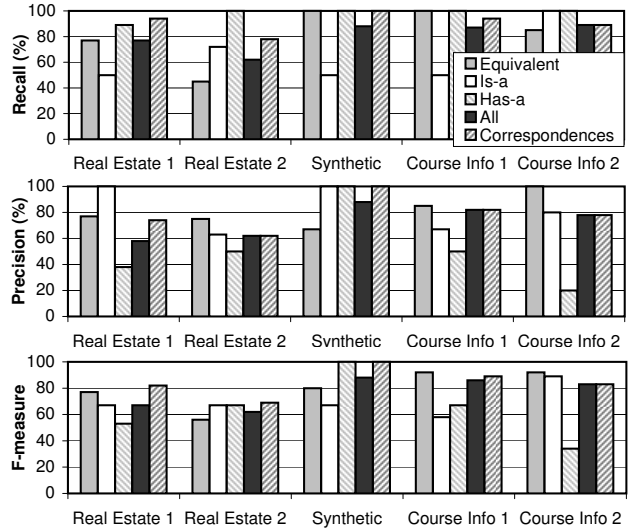 Recall (%)
100
80
60
40
20
0
Equivalent
Is-a
Has-a
All
Correspondences
Real Estate 1 Real Estate 2 Synthetic Course Info 1 Course Info 2
Precision (%)
100
80
60
40
20
0
Real Estate 1 Real Estate 2 Synthetic Course Info 1 Course Info 2
F-measure
100
80
60
40
20
0
Real Estate 1 Real Estate 2 Synthetic Course Info 1 Course Info 2